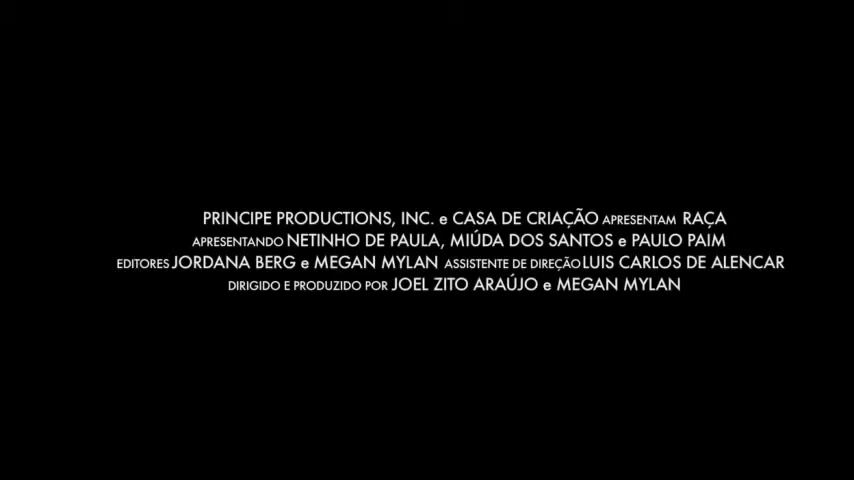 PRINCIPE PRODUCTIONS, INC. e CASA DE CRIAÇÃO APRESENTAM RAÇA
APRESENTANDO NETINHO DE PAULA, MIÚDA DOS SANTOS e PAULO PAIM
EDITORES JORDANA BERG e MEGAN MYLAN ASSISTENTE DE DIREÇÃO LUIS CARLOS DE ALENCAR
DIRIGIDO E PRODUZIDO POR JOEL ZITO ARAÚJO e MEGAN MYLAN